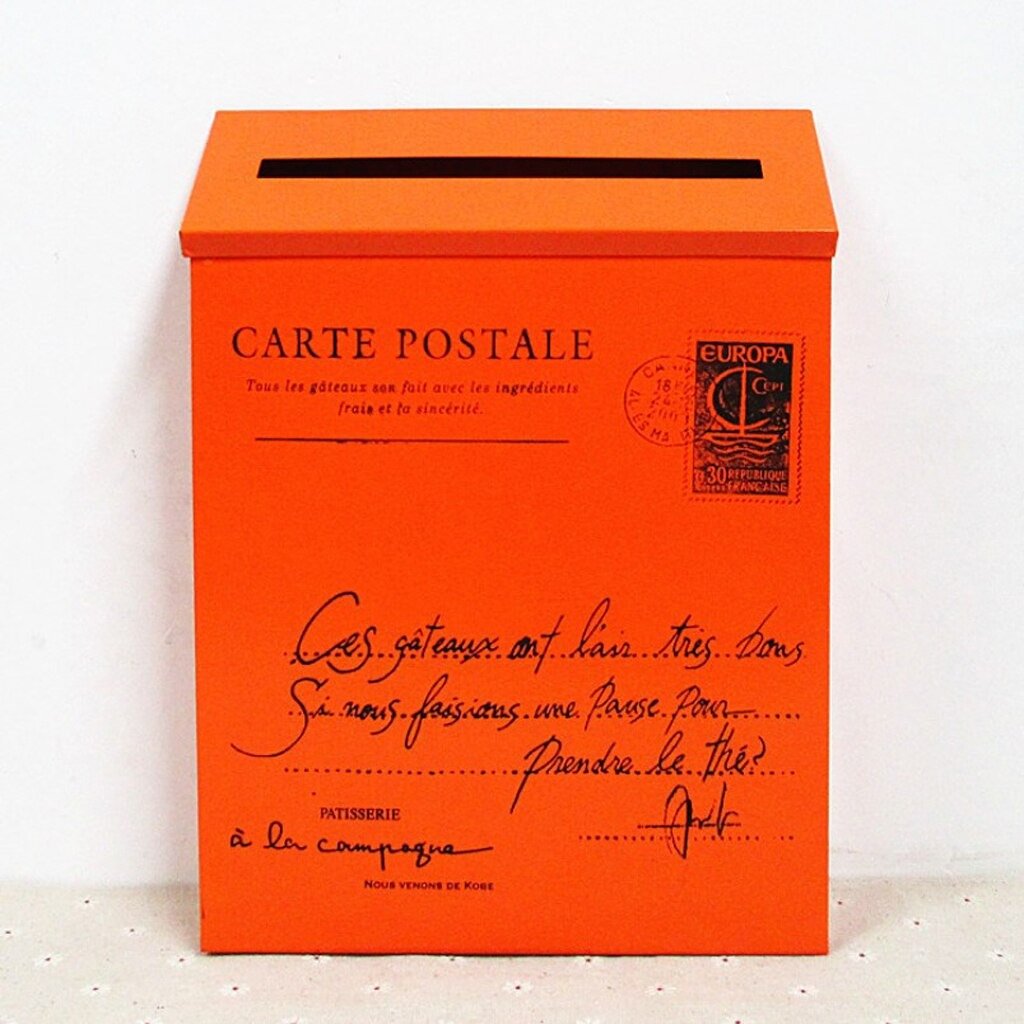 CARTE POSTALE
Tous les gâteaux son fait avec les ingrédients
frais et la sincérité.
EUROPA
CEPT
0.30 REPUBLIQUE
FRANCAISE
Ces gâteaux ont l'air très bons
Si nous faisions une Pause Pour
Prendre le thé?
PATISSERIE
à la campagne
NOUS VENONS DE KOBE